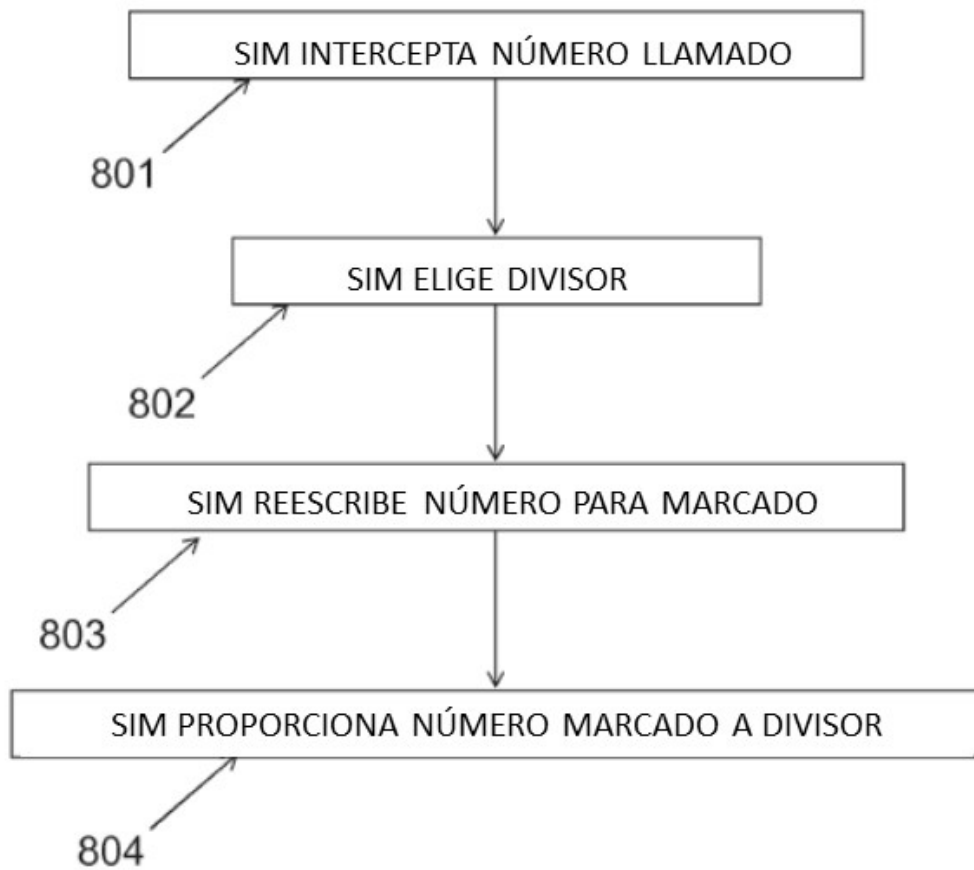 SIM INTERCEPTA NÚMERO LLAMADO
801
SIM ELIGE DIVISOR
802
SIM REESCRIBE NÚMERO PARA MARCADO
803
SIM PROPORCIONA NÚMERO MARCADO A DIVISOR
804